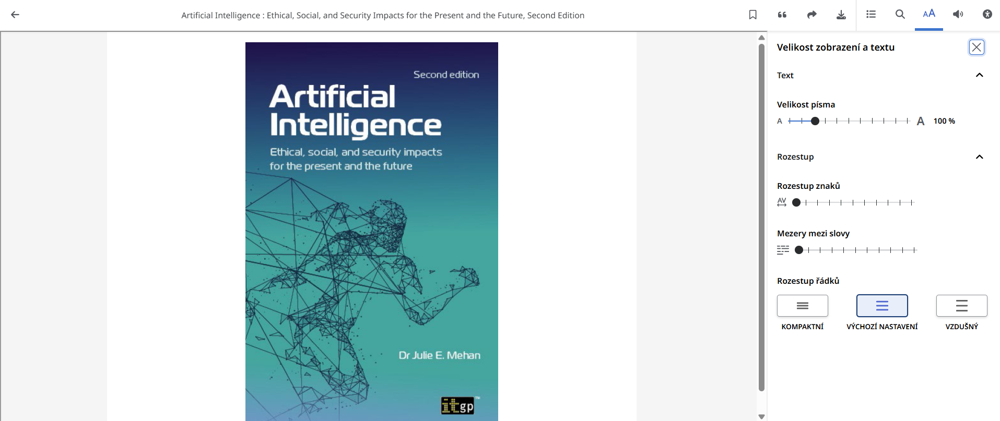 Artificial Intelligence : Ethical, Social, and Security Impacts for the Present and the Future, Second Edition
AA
Second edition
Artificial
Intelligence
Ethical, social, and security impacts
for the present and the future
Dr Julie E. Mehan
itgp™
Velikost zobrazení a textu
Text
Velikost písma
A A 100 %
Rozestup
Rozestup znaků
AV
Mezery mezi slovy
Rozestup řádků
KOMPAKTNÍ VÝCHOZÍ NASTAVENÍ VZDUŠNÝ